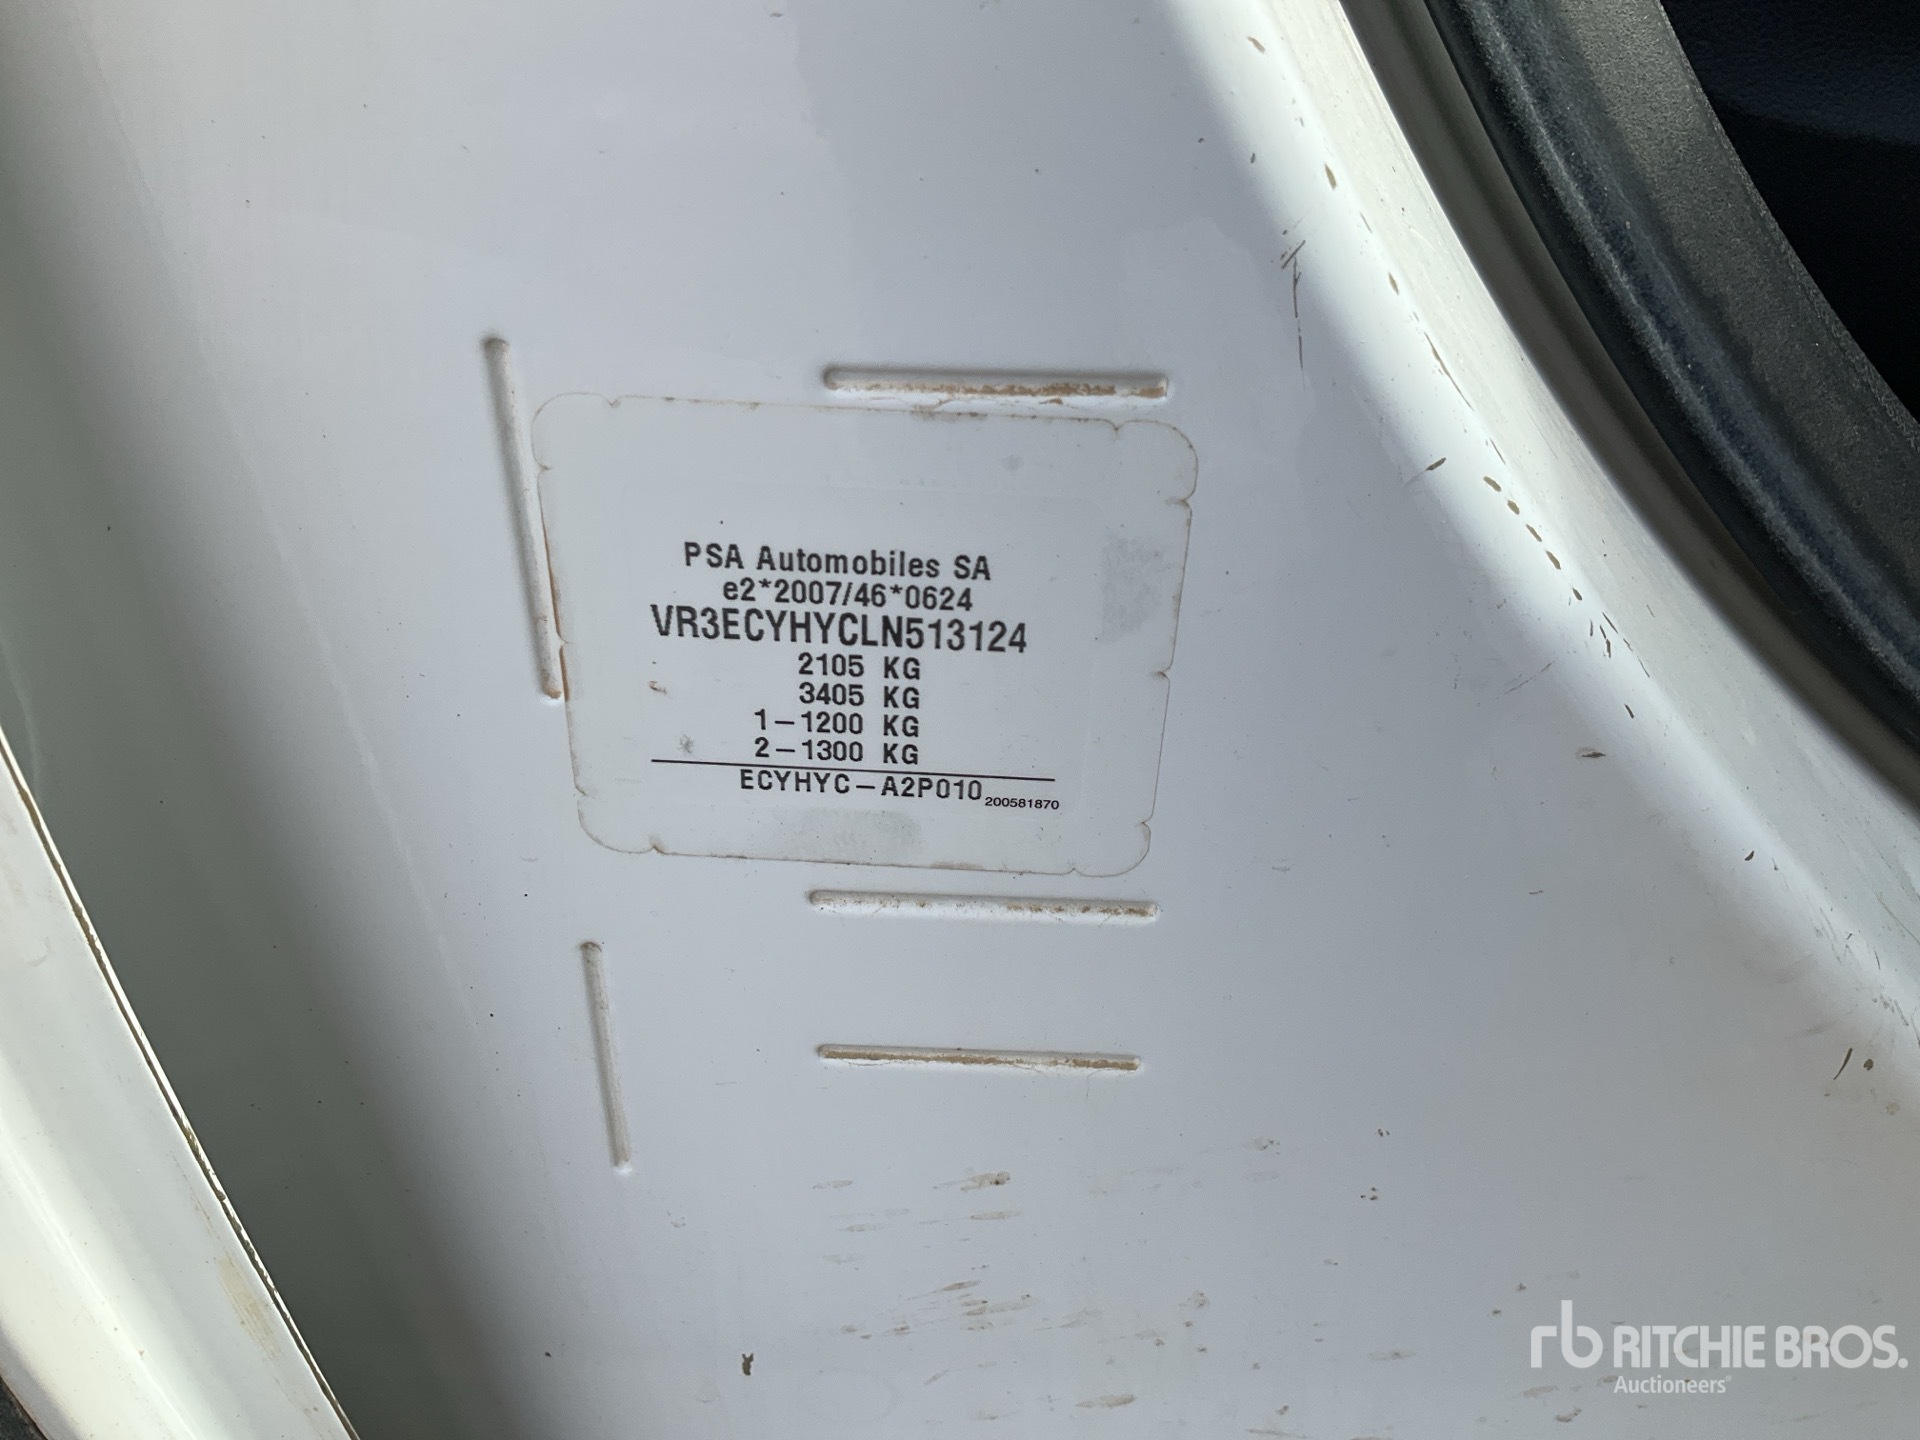 PSA Automobiles SA
e2*2007/46*0624
VR3ECYHYCLN513124
2105 KG
3405 KG
1-1200 KG
2-1300 KG
ECYHYC-A2P010 200581870
rb RITCHIE BROS.
Auctioneers